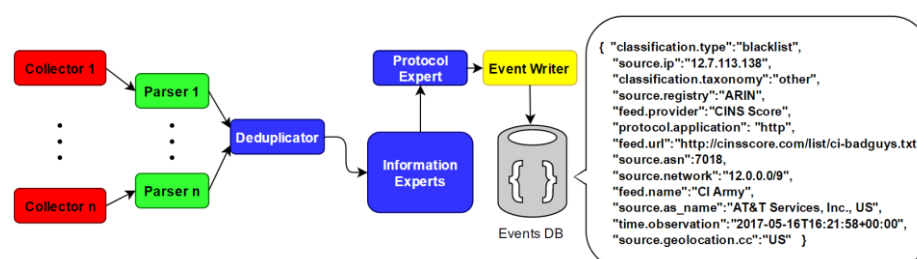 Collector 1
Parser 1
Collector n
Parser n
Deduplicator
Information
Experts
Protocol
Expert
Event Writer
{ }
Events DB
{ "classification.type":"blacklist",
"source.ip":"12.7.113.138",
"classification.taxonomy":"other",
"source.registry":"ARIN",
"feed.provider":"CINS Score",
"protocol.application": "http",
"feed.url":"http://cinsscore.com/list/ci-badguys.txt
"source.asn":7018,
"source.network":"12.0.0.0/9",
"feed.name":"CI Army",
"source.as_name":"AT&T Services, Inc., US",
"time.observation":"2017-05-16T16:21:58+00:00",
"source.geolocation.cc":"US" }